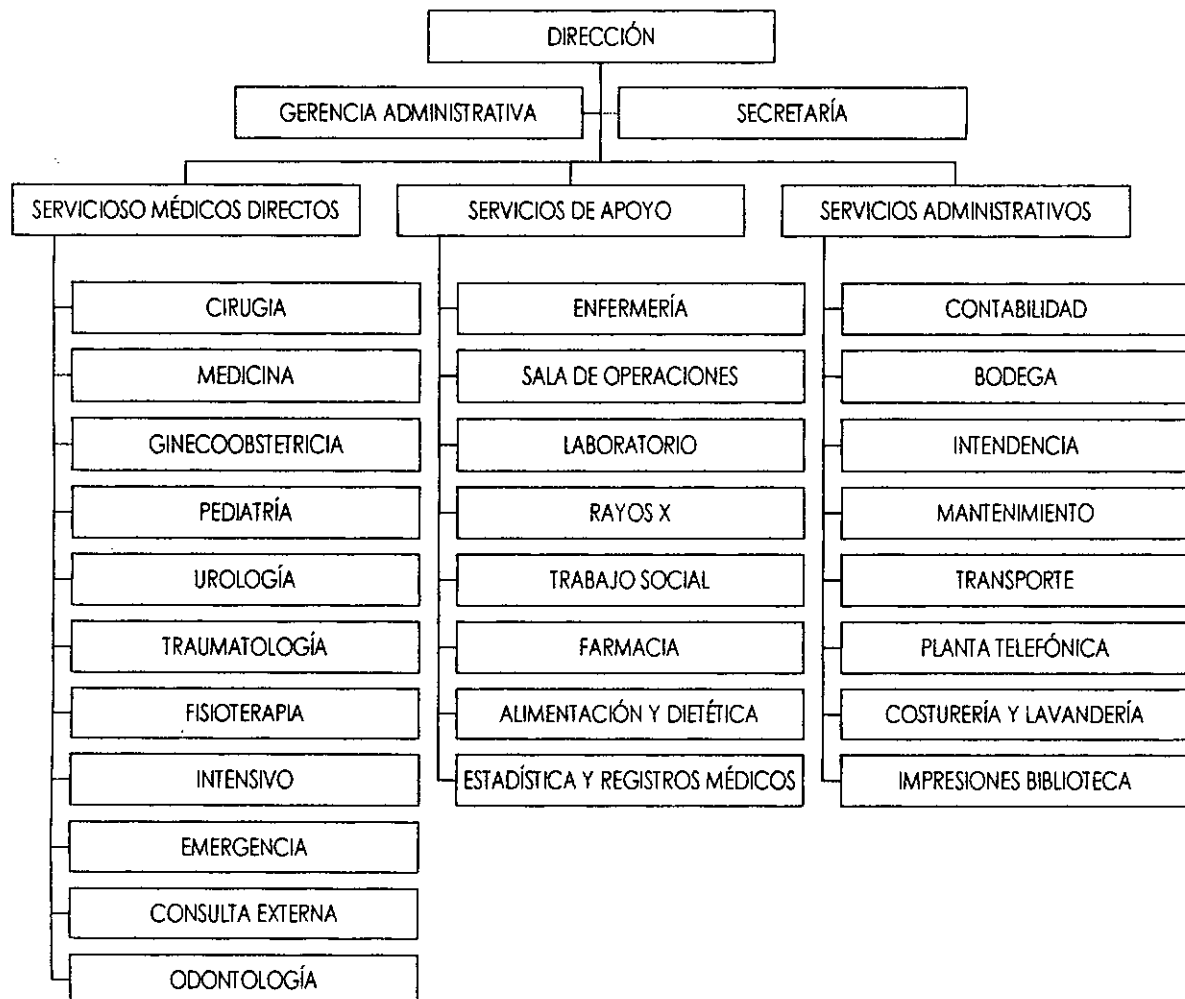 DIRECCIÓN
GERENCIA ADMINISTRATIVA
SECRETARÍA
SERVICIOSO MÉDICOS DIRECTOS
CIRUGIA
MEDICINA
GINECOOBSTETRICIA
PEDIATRÍA
UROLOGÍA
TRAUMATOLOGÍA
FISIOTERAPIA
INTENSIVO
EMERGENCIA
CONSULTA EXTERNA
ODONTOLOGÍA
SERVICIOS DE APOYO
ENFERMERÍA
SALA DE OPERACIONES
LABORATORIO
RAYOS X
TRABAJO SOCIAL
FARMACIA
ALIMENTACIÓN Y DIETÉTICA
ESTADÍSTICA Y REGISTROS MÉDICOS
SERVICIOS ADMINISTRATIVOS
CONTABILIDAD
BODEGA
INTENDENCIA
MANTENIMIENTO
TRANSPORTE
PLANTA TELEFÓNICA
COSTURERÍA Y LAVANDERÍA
IMPRESIONES BIBLIOTECA